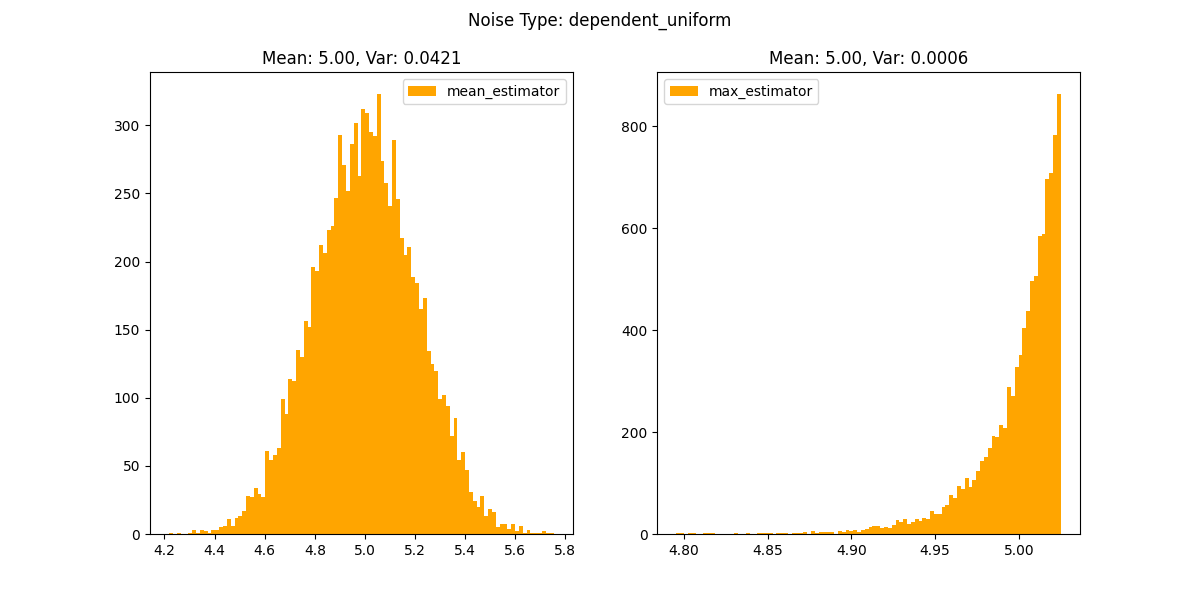 Noise Type: dependent_uniform
Mean: 5.00, Var: 0.0421
mean_estimator
300
250
200
150
100
50
0
4.2 4.4 4.6 4.8 5.0 5.2 5.4 5.6 5.8
Mean: 5.00, Var: 0.0006
max_estimator
800
600
400
200
0
4.80 4.85 4.90 4.95 5.00